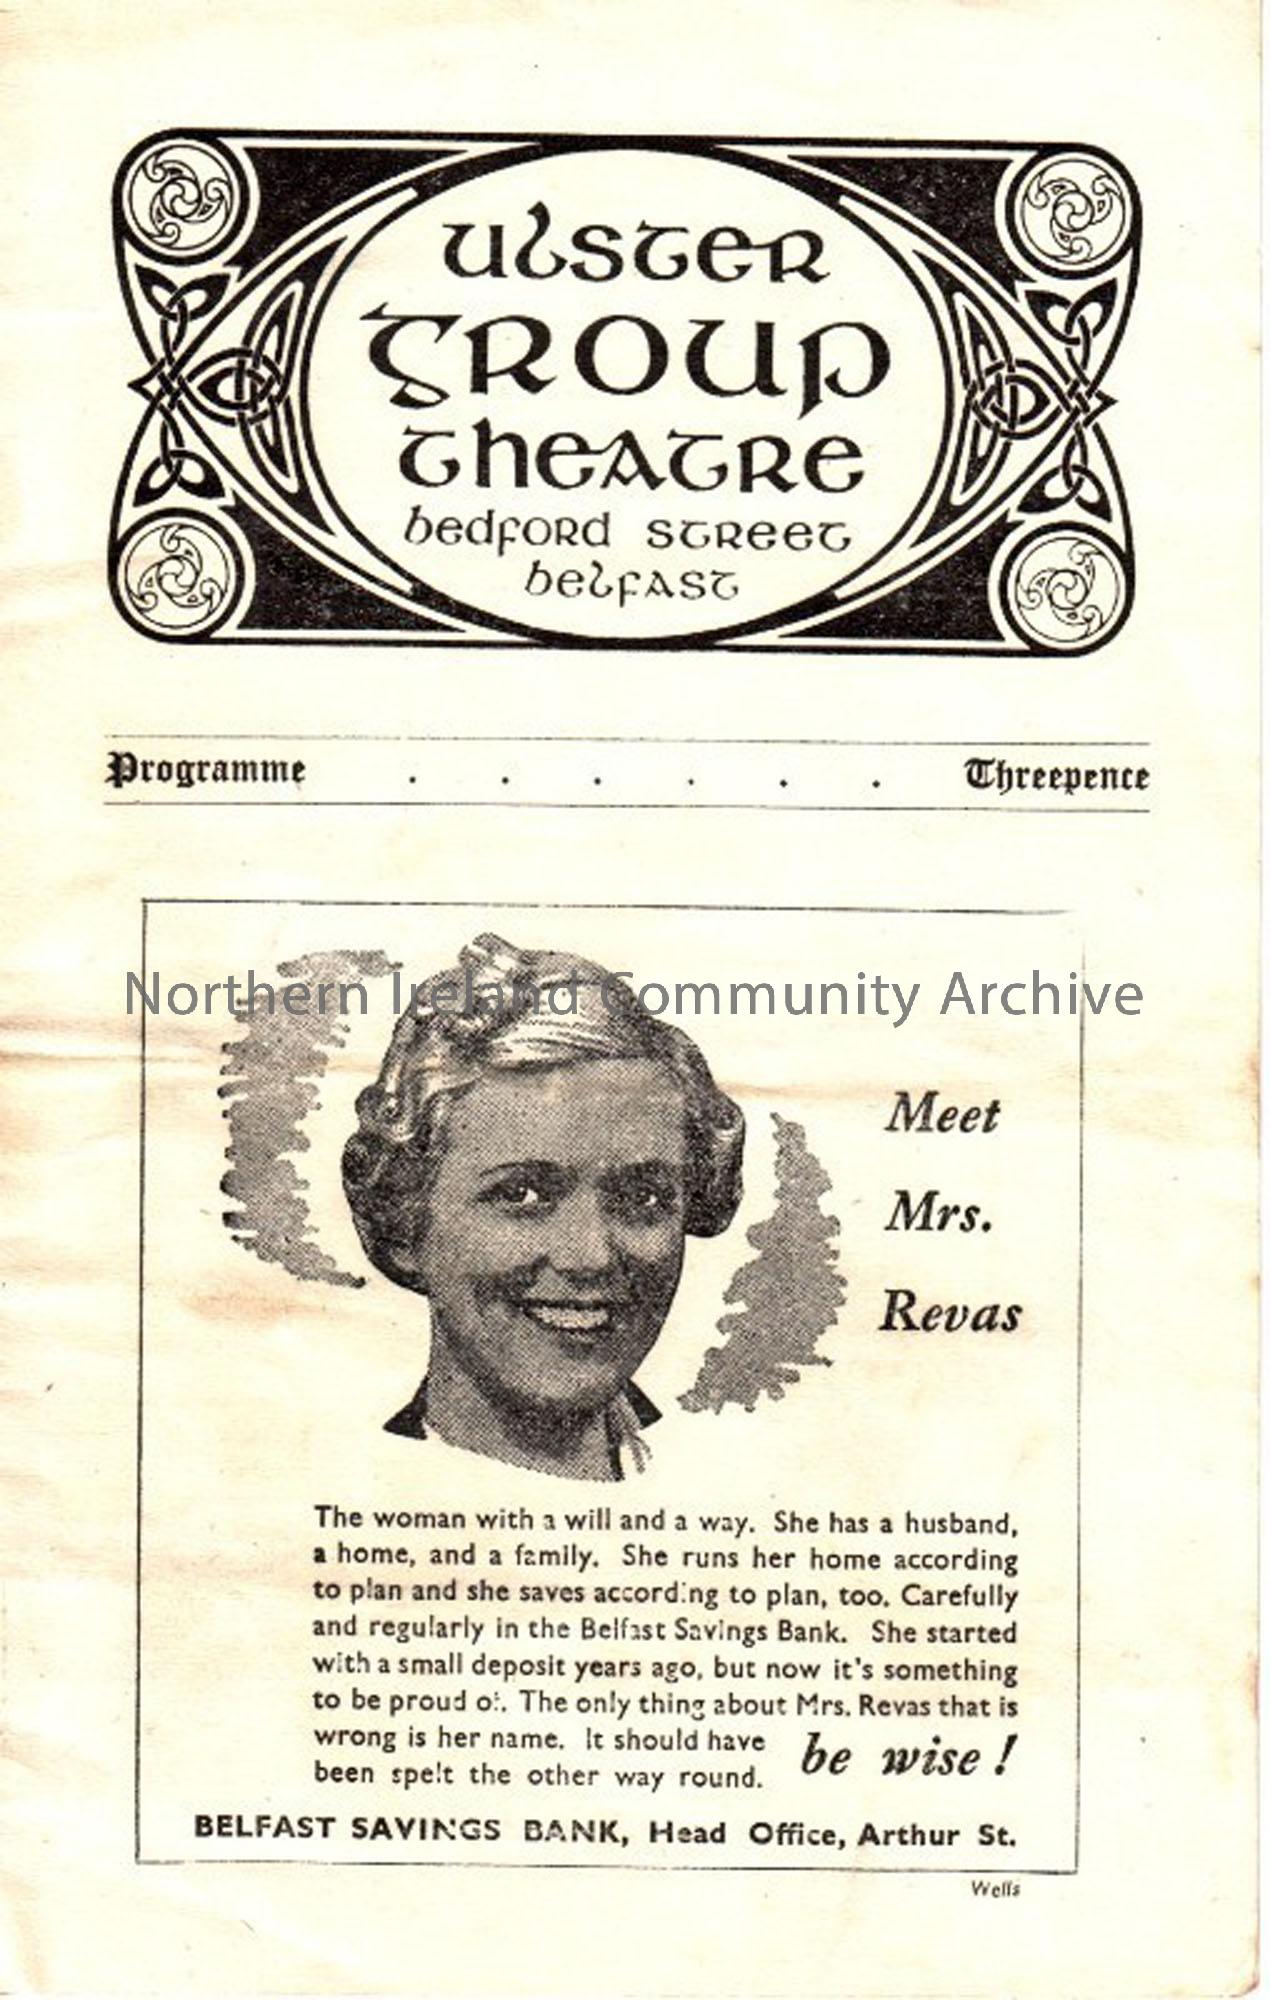 ulster
group
theatre
bedford street
belfast
Programme . . . . . . Threepence
Northern Ireland Community Archive
Meet
Mrs.
Revas
The woman with a will and a way. She has a husband,
a home, and a family. She runs her home according
to plan and she saves according to plan, too. Carefully
and regularly in the Belfast Savings Bank. She started
with a small deposit years ago, but now it's something
to be proud of. The only thing about Mrs. Revas that is
wrong is her name. It should have
been spelt the other way round.
be wise!
BELFAST SAVINGS BANK, Head Office, Arthur St.
Wells